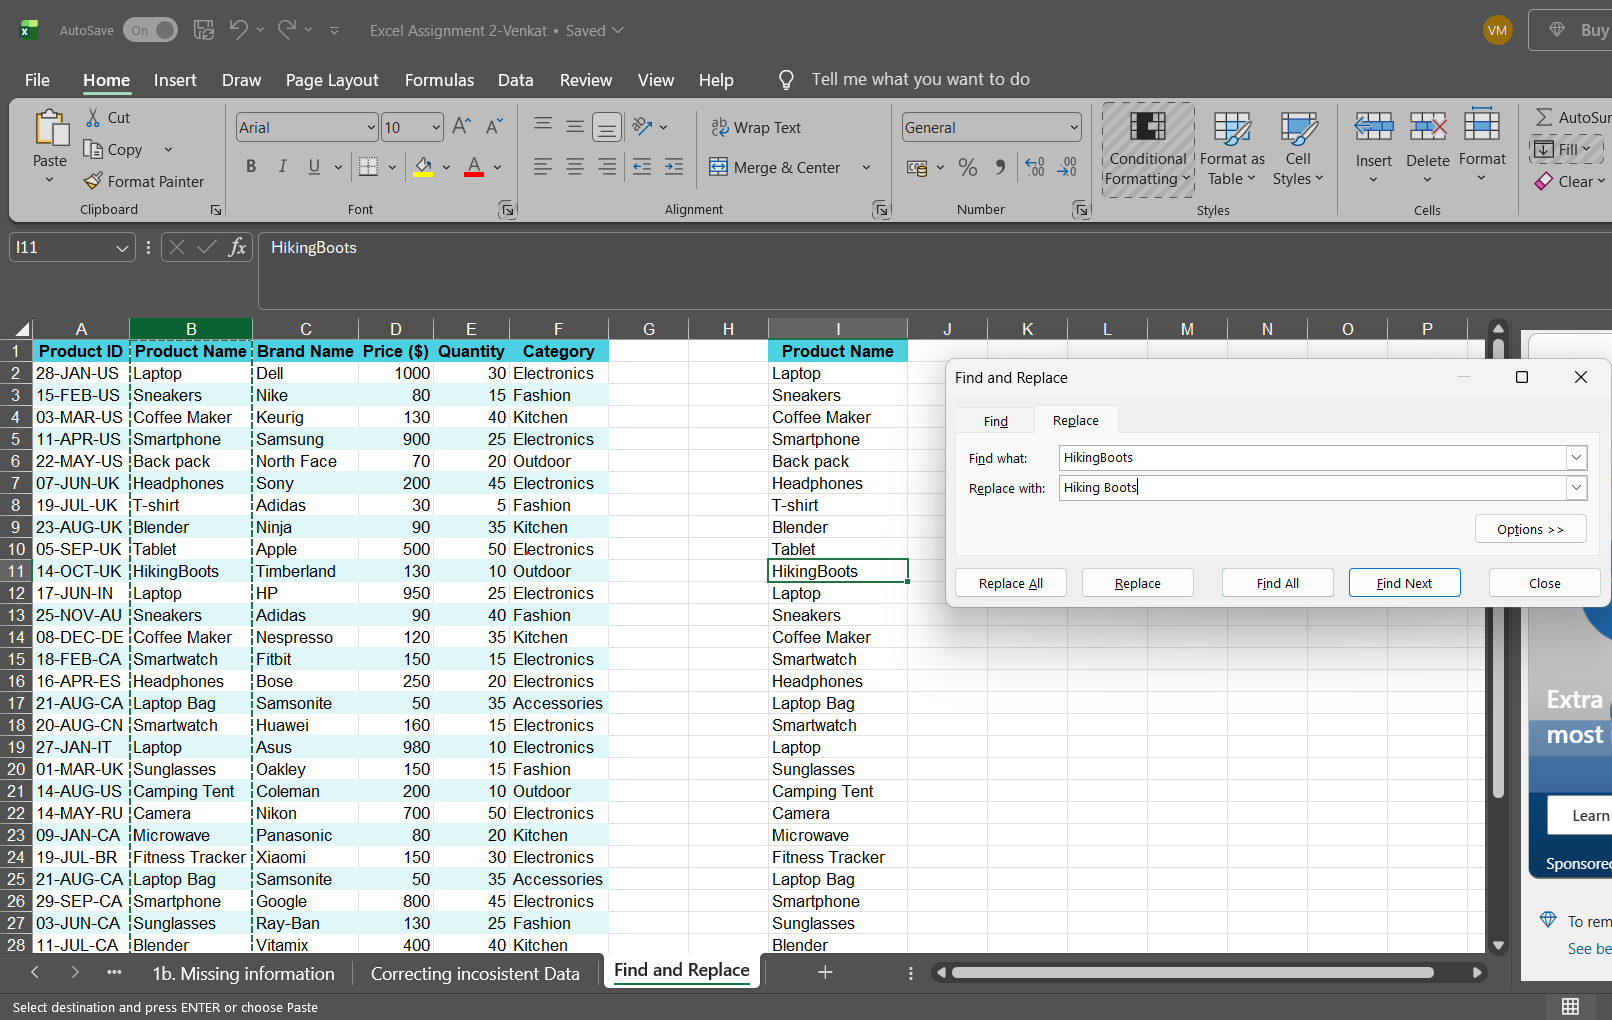 AutoSave On Excel Assignment 2-Venkat • Saved VM Buy
File Home Insert Draw Page Layout Formulas Data Review View Help Tell me what you want to do
Paste
Cut
Copy
Format Painter
Clipboard
Arial 10
B I U A
Font
Wrap Text
Merge & Center
Alignment
General
Number
Conditional Formatting
Format as Table
Cell Styles
Styles
Insert Delete Format
Cells
AutoSum
Fill
Clear
I11 fx HikingBoots
A B C D E F G H I J K L M N O P
1 Product ID Product Name Brand Name Price ($) Quantity Category Product Name
2 28-JAN-US Laptop Dell 1000 30 Electronics Laptop
3 15-FEB-US Sneakers Nike 80 15 Fashion Sneakers
4 03-MAR-US Coffee Maker Keurig 130 40 Kitchen Coffee Maker
5 11-APR-US Smartphone Samsung 900 25 Electronics Smartphone
6 22-MAY-US Back pack North Face 70 20 Outdoor Back pack
7 07-JUN-UK Headphones Sony 200 45 Electronics Headphones
8 19-JUL-UK T-shirt Adidas 30 5 Fashion T-shirt
9 23-AUG-UK Blender Ninja 90 35 Kitchen Blender
10 05-SEP-UK Tablet Apple 500 50 Electronics Tablet
11 14-OCT-UK HikingBoots Timberland 130 10 Outdoor HikingBoots
12 17-JUN-IN Laptop HP 950 25 Electronics Laptop
13 25-NOV-AU Sneakers Adidas 90 40 Fashion Sneakers
14 08-DEC-DE Coffee Maker Nespresso 120 35 Kitchen Coffee Maker
15 18-FEB-CA Smartwatch Fitbit 150 15 Electronics Smartwatch
16 16-APR-ES Headphones Bose 250 20 Electronics Headphones
17 21-AUG-CA Laptop Bag Samsonite 50 35 Accessories Laptop Bag
18 20-AUG-CN Smartwatch Huawei 160 15 Electronics Smartwatch
19 27-JAN-IT Laptop Asus 980 10 Electronics Laptop
20 01-MAR-UK Sunglasses Oakley 150 15 Fashion Sunglasses
21 14-AUG-US Camping Tent Coleman 200 10 Outdoor Camping Tent
22 14-MAY-RU Camera Nikon 700 50 Electronics Camera
23 09-JAN-CA Microwave Panasonic 80 20 Kitchen Microwave
24 19-JUL-BR Fitness Tracker Xiaomi 150 30 Electronics Fitness Tracker
25 21-AUG-CA Laptop Bag Samsonite 50 35 Accessories Laptop Bag
26 29-SEP-CA Smartphone Google 800 45 Electronics Smartphone
27 03-JUN-CA Sunglasses Ray-Ban 130 25 Fashion Sunglasses
28 11-JUL-CA Blender Vitamix 400 40 Kitchen Blender
Find and Replace
Find Replace
Find what: HikingBoots
Replace with: Hiking Boots
Options >>
Replace All Replace Find All Find Next Close
Extra
most
Learn
Sponsored
To rem
See be
1b. Missing information Correcting incosistent Data Find and Replace
Select destination and press ENTER or choose Paste